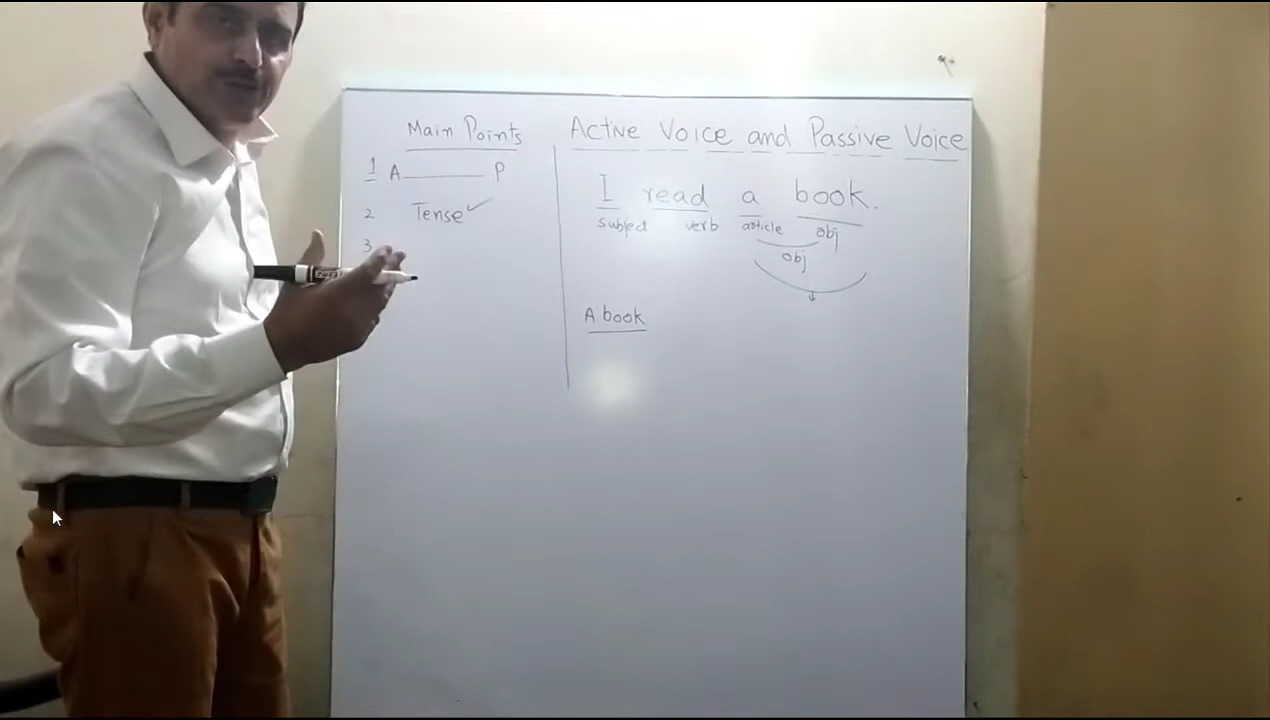 Main Points
1 A P
2 Tense ✓
3
Active Voice and Passive Voice
I read a book.
subject verb article obj
obj
A book